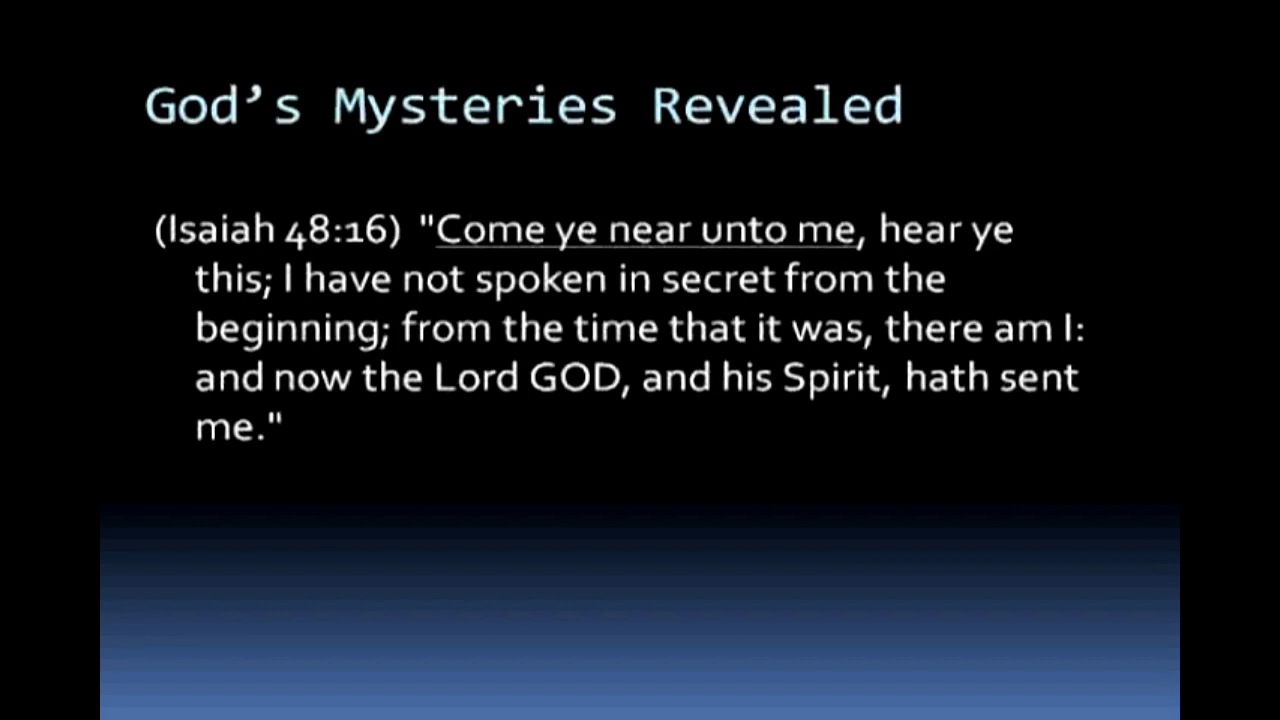 God’s Mysteries Revealed
(Isaiah 48:16) "Come ye near unto me, hear ye
this; I have not spoken in secret from the
beginning; from the time that it was, there am I:
and now the Lord GOD, and his Spirit, hath sent
me."